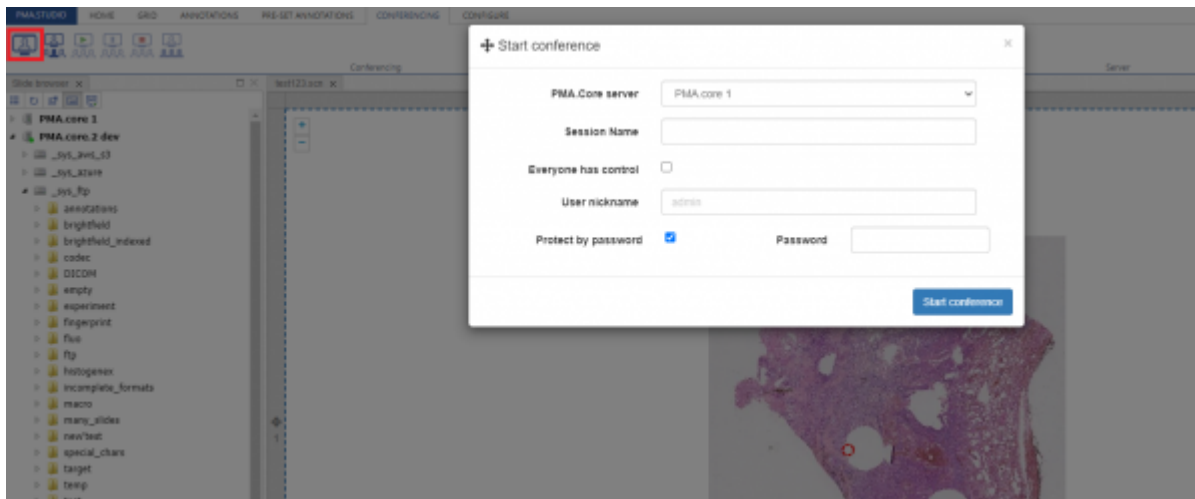 PMA.STUDIO HOME GRID ANNOTATIONS PRE-SET ANNOTATIONS CONFERENCING CONFIGURE
Conferencing
Server
Slide browser
test123.scn
PMA.core 1
PMA.core.2 dev
_sys_aws_s3
_sys_azure
_sys_ftp
annotations
brightfield
brightfield_indexed
codec
DICOM
empty
experiment
fingerprint
fluo
ftp
histogenex
incomplete_formats
macro
many_slides
new'test
special_chars
target
temp
1
Start conference
PMA.Core server PMA.core 1
Session Name
Everyone has control
User nickname admin
Protect by password Password
Start conference